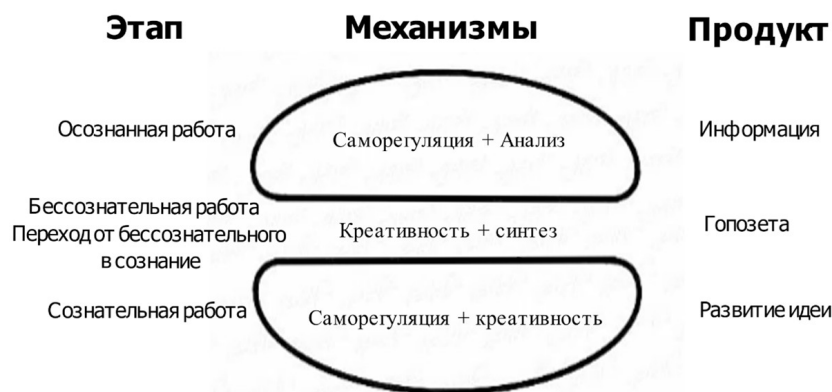 Этап Механизмы Продукт
Осознанная работа Саморегуляция + Анализ Информация
Бессознательная работа
Переход от бессознательного
в сознание
Креативность + синтез
Гопозета
Сознательная работа Саморегуляция + креативность Развитие идеи